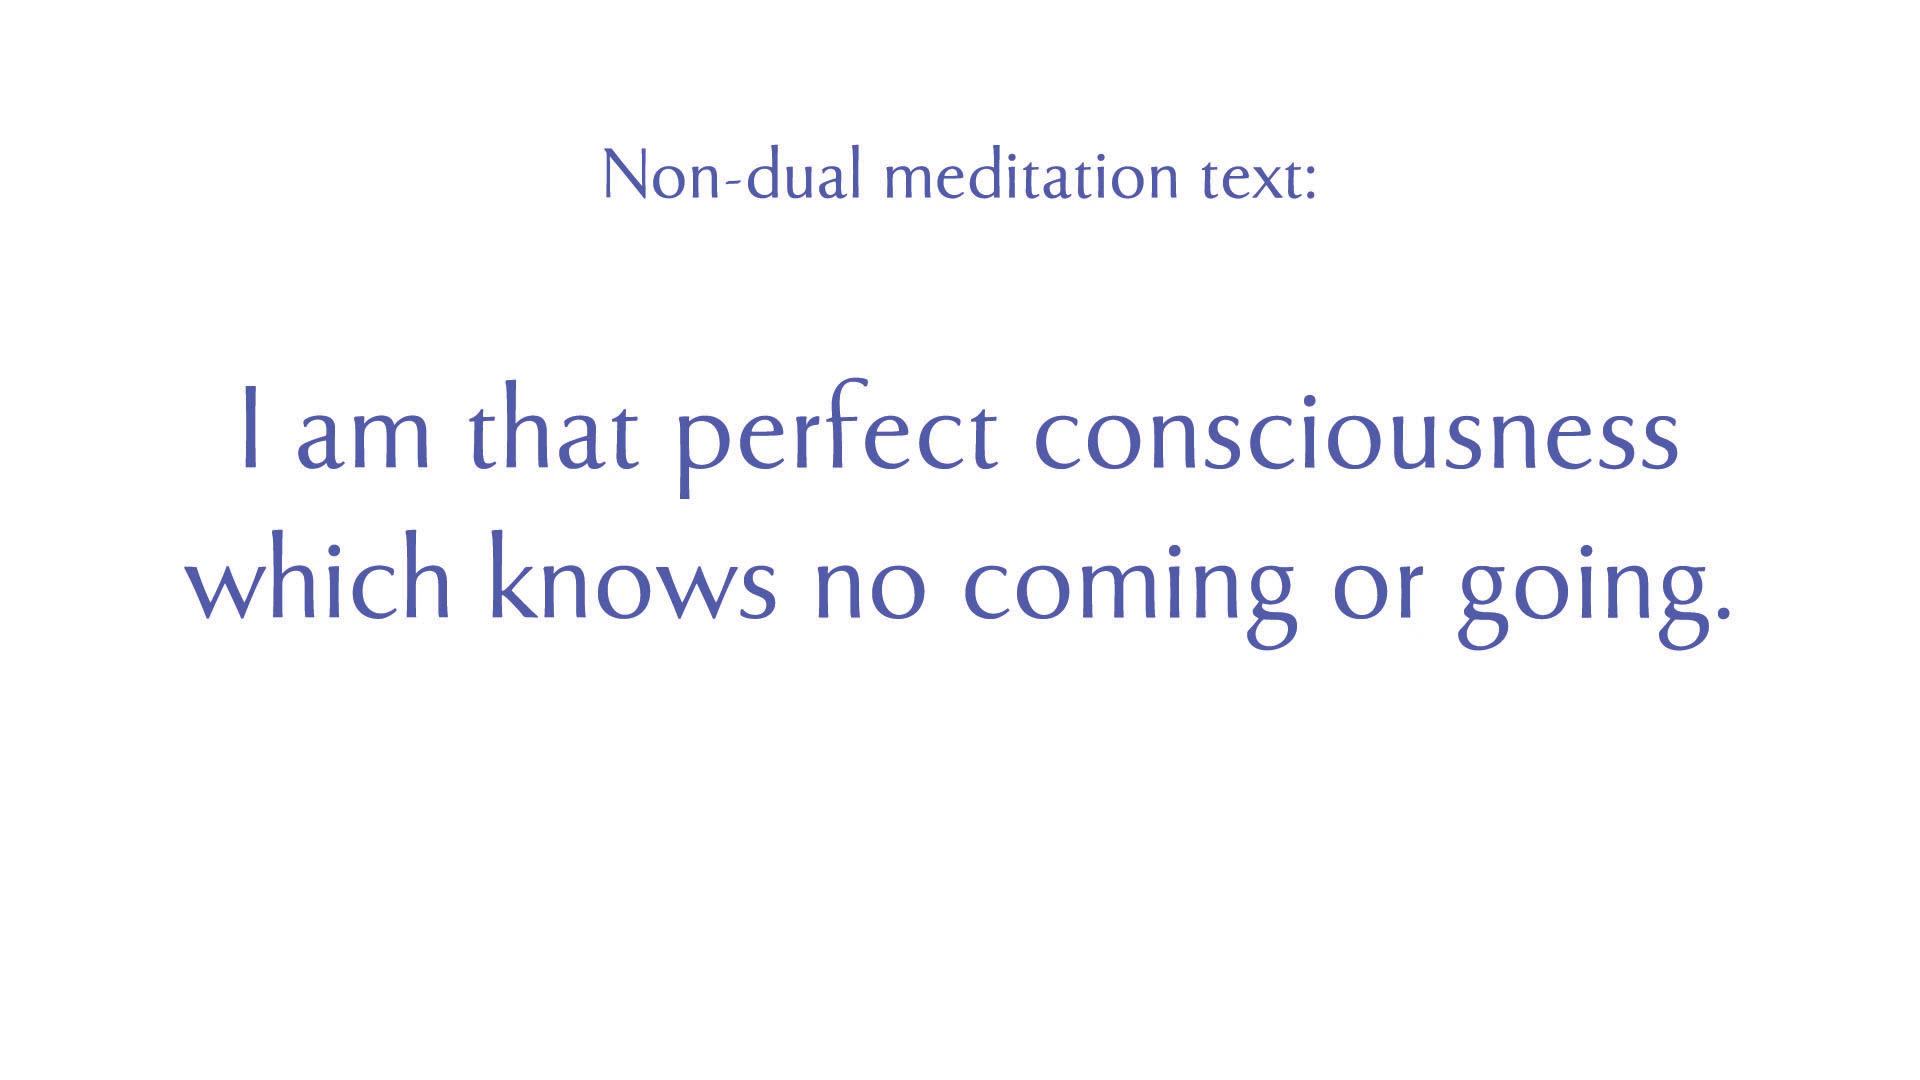 Non-dual meditation text:
I am that perfect consciousness
which knows no coming or going.